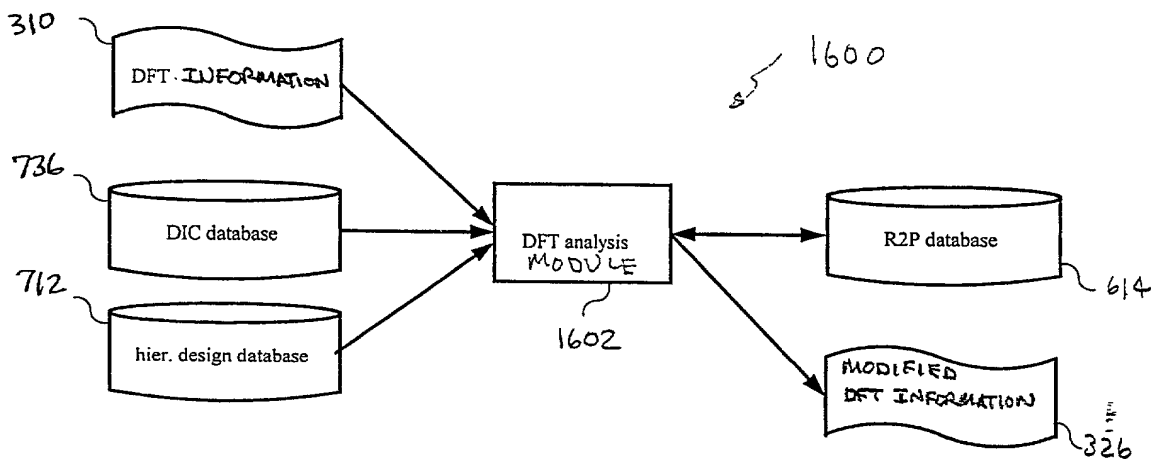 310
DFT. INFORMATION
1600
736
DIC database
DFT analysis
MODULE
R2P database
712
1602
614
hier. design database
MODIFIED
DFT INFORMATION
326